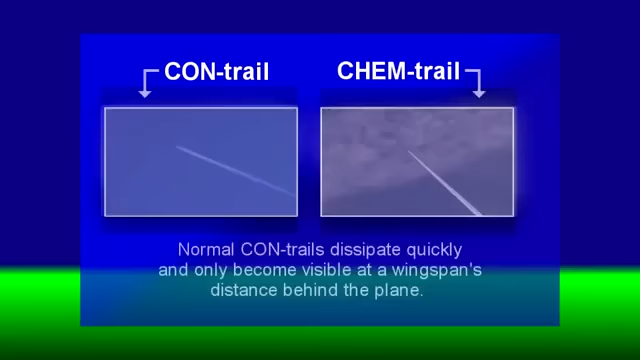 CON-trail
CHEM-trail
Normal CON-trails dissipate quickly
and only become visible at a wingspan's
distance behind the plane.